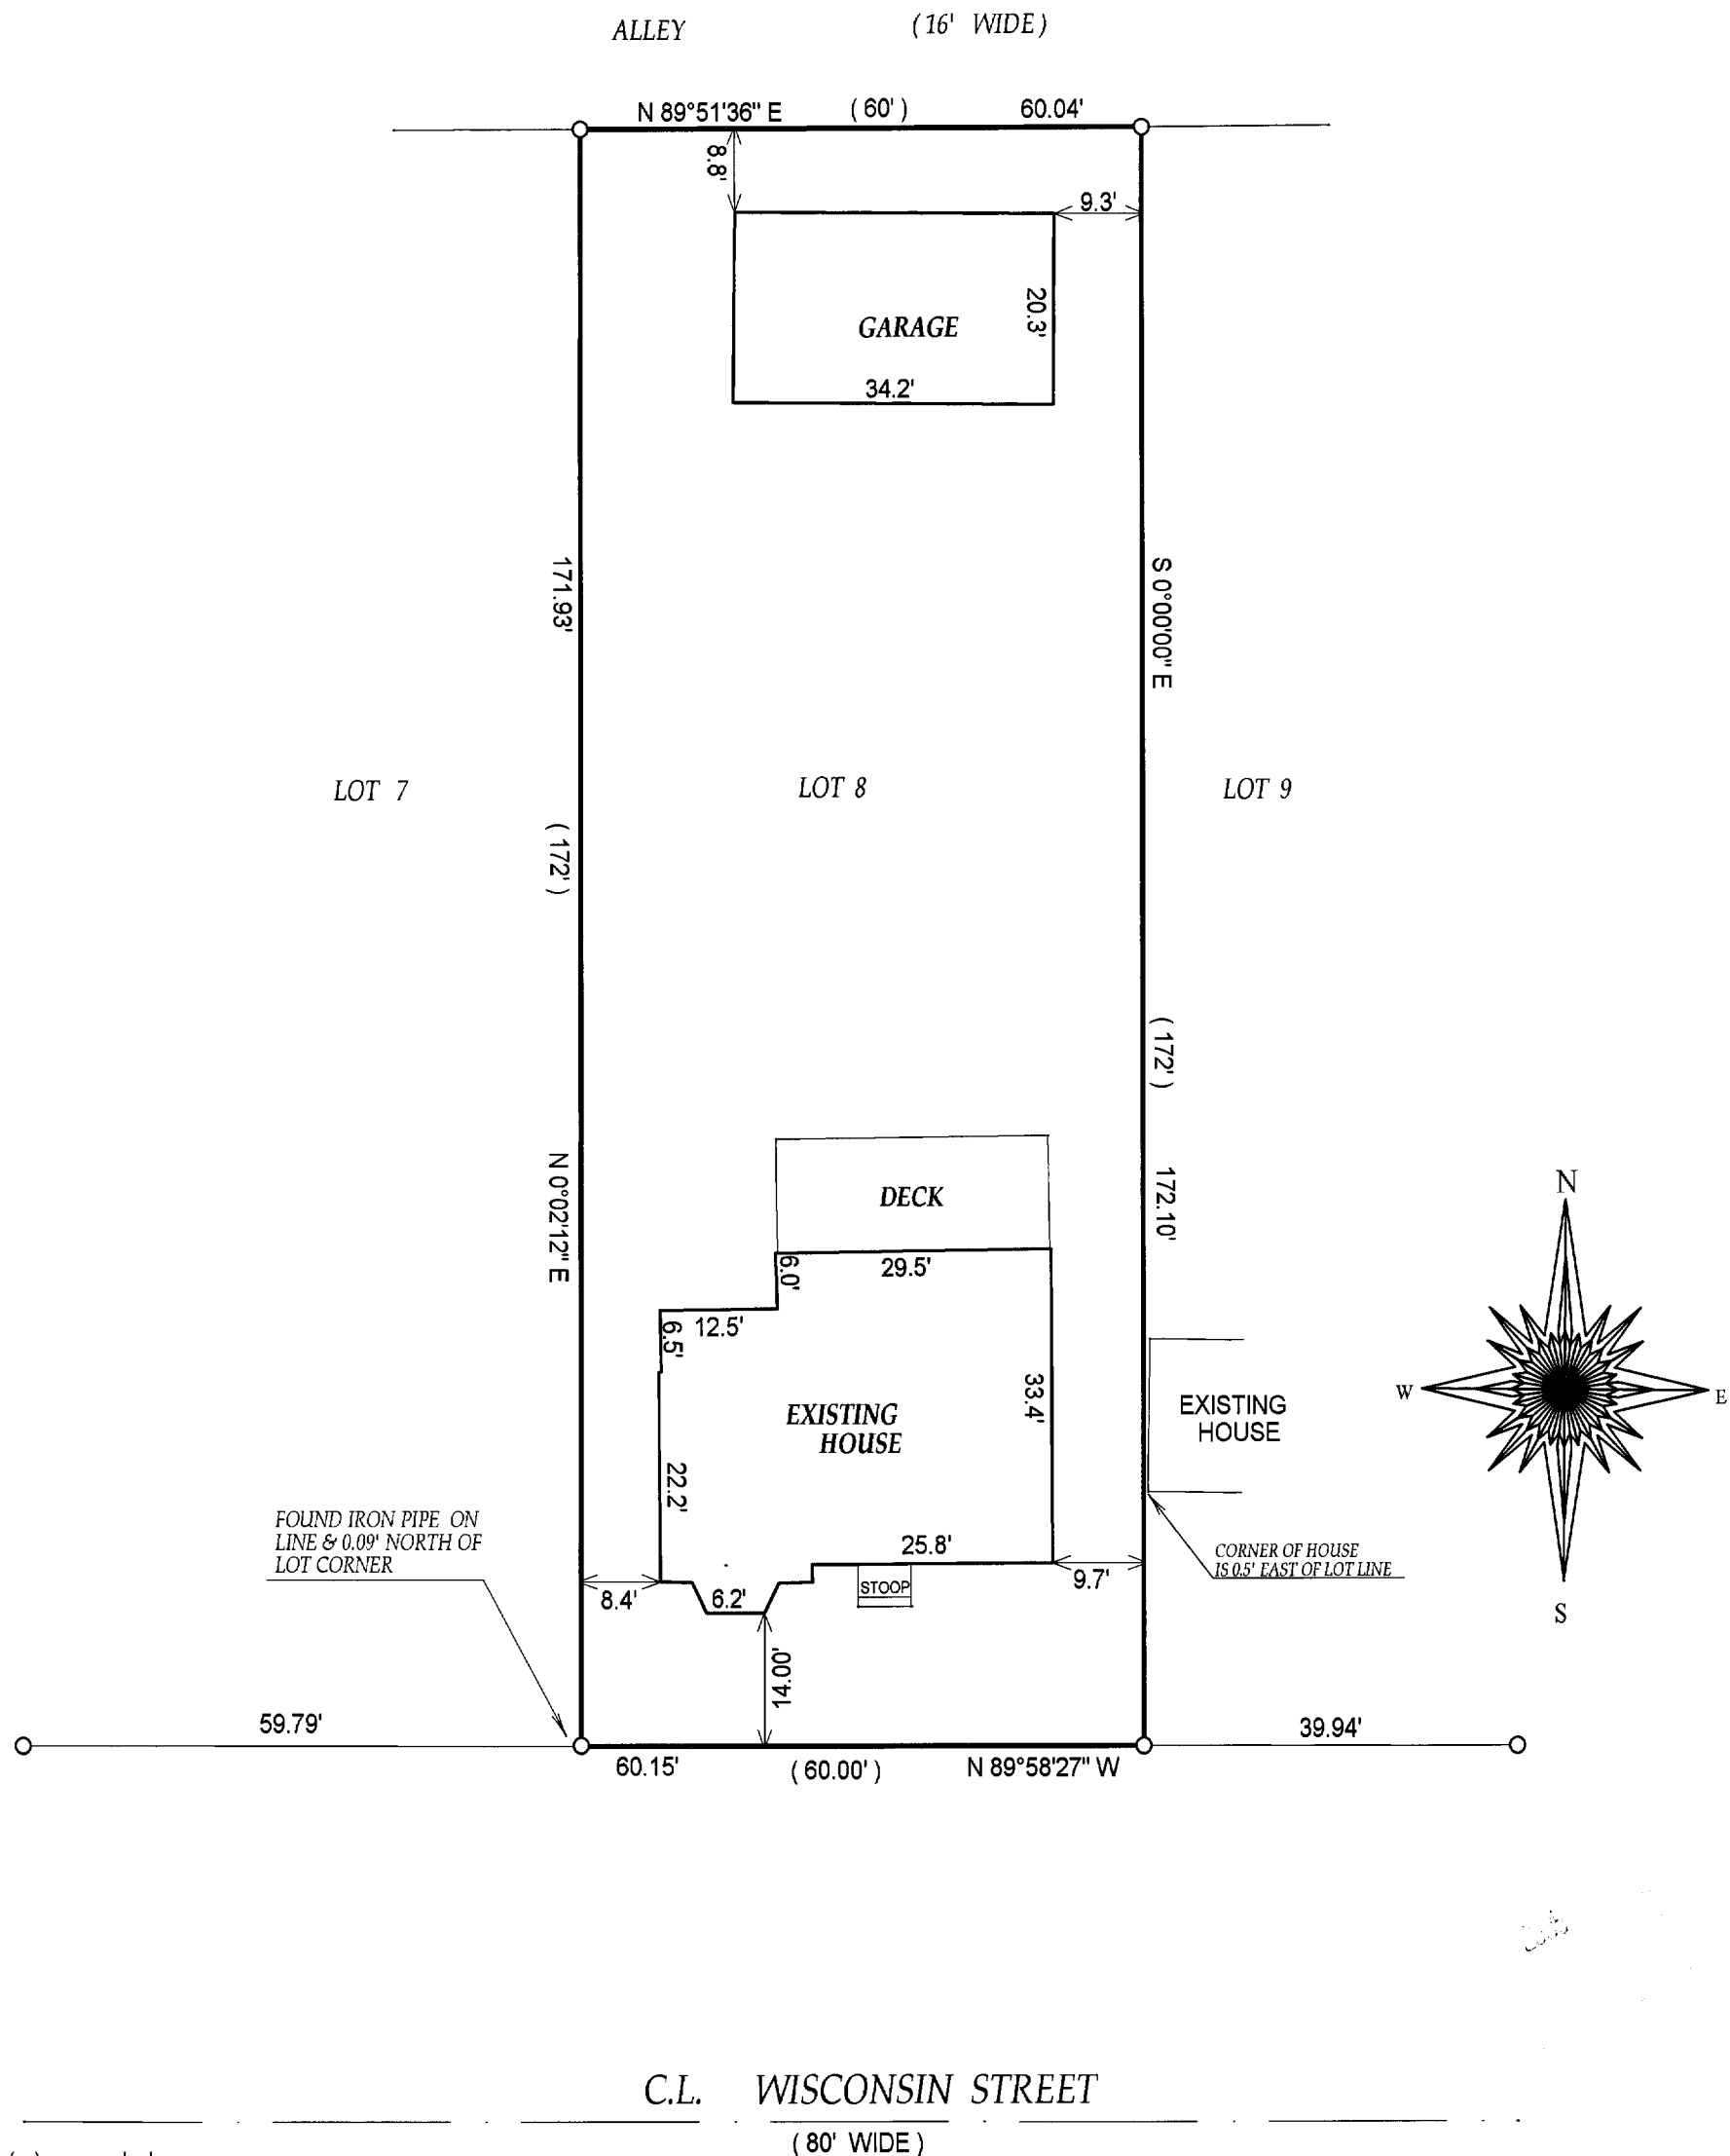 ALLEY (16' WIDE)
N 89°51'36" E (60') 60.04'
8.8'
9.3'
20.3'
GARAGE
34.2'
171.93'
S 0°00'00" E
LOT 7
LOT 8
LOT 9
(172')
(172')
N 0°02'12" E
172.10'
DECK
6.0'
29.5'
12.5'
6.5'
33.4'
EXISTING
HOUSE
22.2'
EXISTING
HOUSE
N
W
E
S
FOUND IRON PIPE ON
LINE & 0.09' NORTH OF
LOT CORNER
25.8'
CORNER OF HOUSE
IS 0.5' EAST OF LOT LINE
STOOP
9.7'
8.4'
6.2'
14.00'
59.79'
39.94'
60.15' (60.00') N 89°58'27" W
C.L. WISCONSIN STREET
(80' WIDE)